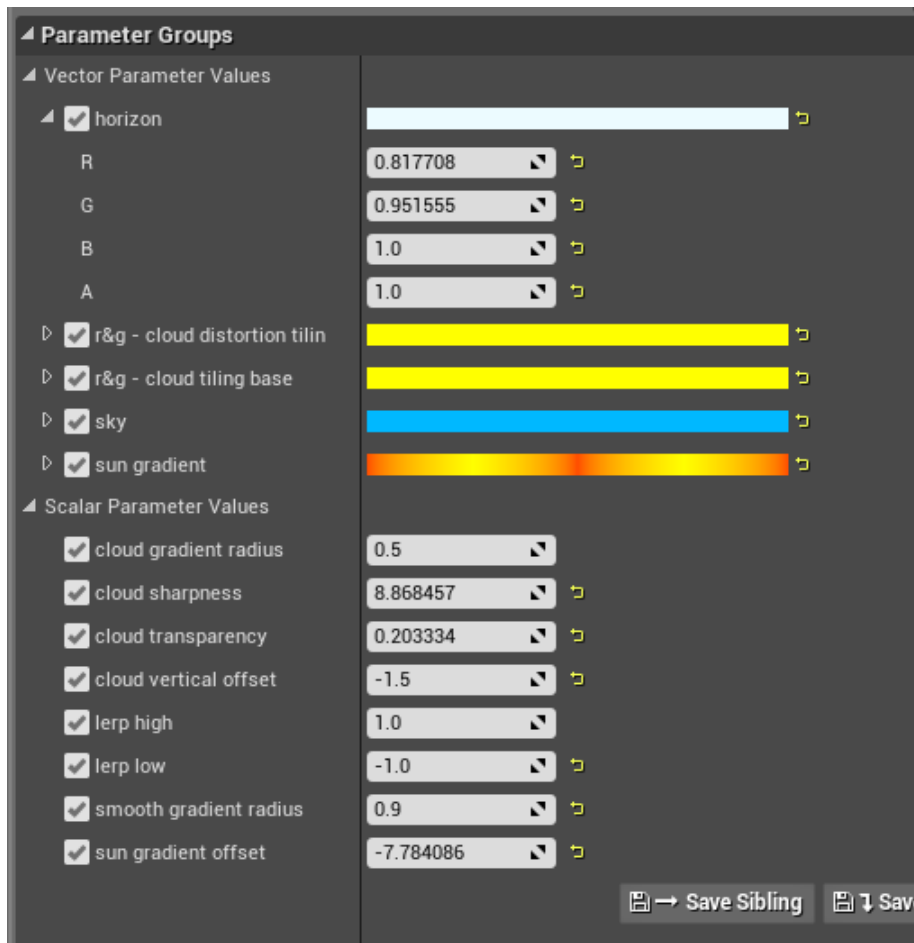 Parameter Groups
Vector Parameter Values
horizon
R 0.817708
G 0.951555
B 1.0
A 1.0
r&g - cloud distortion tilin
r&g - cloud tiling base
sky
sun gradient
Scalar Parameter Values
cloud gradient radius 0.5
cloud sharpness 8.868457
cloud transparency 0.203334
cloud vertical offset -1.5
lerp high 1.0
lerp low -1.0
smooth gradient radius 0.9
sun gradient offset -7.784086
Save Sibling Sav